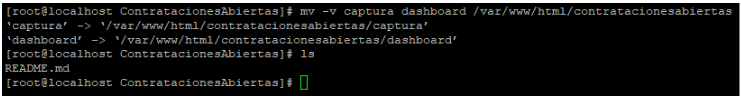 [root@localhost ContratacionesAbiertas]# mv -v captura dashboard /var/www/html/contratacionesabiertas
‘captura’ -> ‘/var/www/html/contratacionesabiertas/captura’
‘dashboard’ -> ‘/var/www/html/contratacionesabiertas/dashboard’
[root@localhost ContratacionesAbiertas]# ls
README.md
[root@localhost ContratacionesAbiertas]#